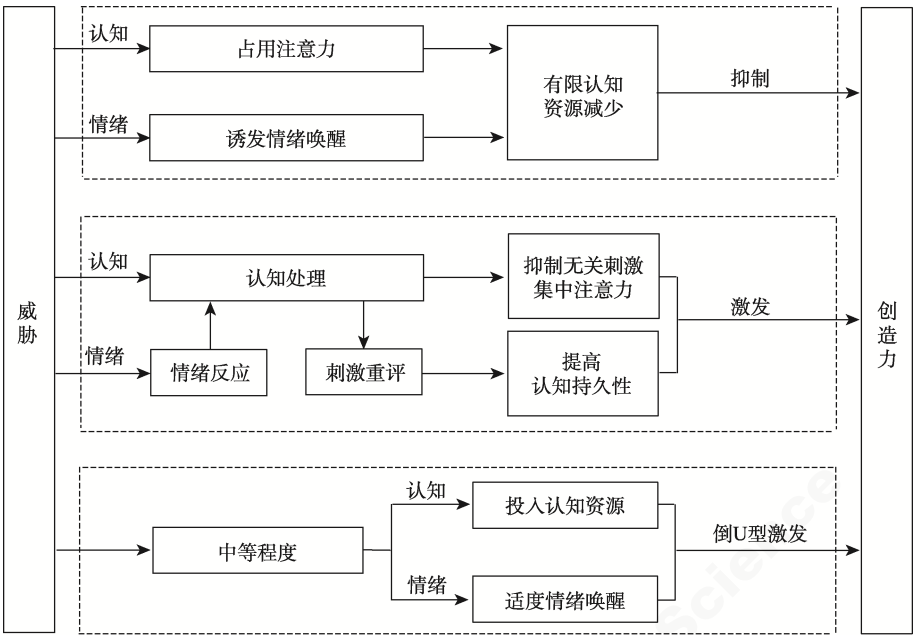 威
胁
认知
占用注意力
情绪
诱发情绪唤醒
有限认知
资源减少
抑制
认知
认知处理
情绪
情绪反应
刺激重评
抑制无关刺激
集中注意力
提高
认知持久性
激发
中等程度
认知
投入认知资源
情绪
适度情绪唤醒
倒U型激发
创
造
力
Science